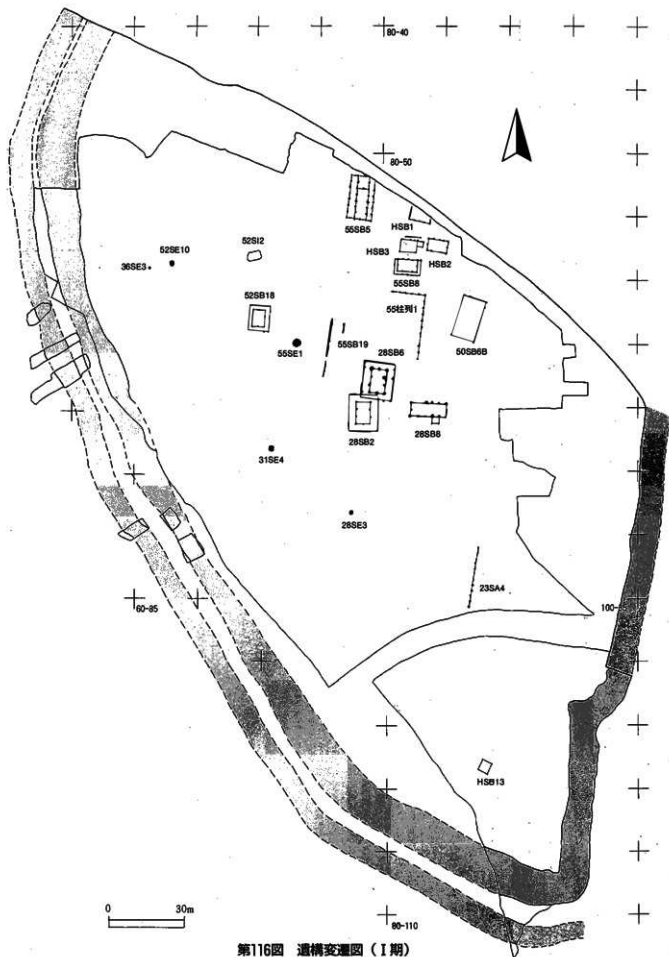 80-40
80-50
55SB5
HSB1
52SI2
52SE10
36SE3
HSB3
HSB2
55SB8
55柱列1
52SB18
55SE1
55SB19
50SB6B
28SB6
28SB2
28SB8
31SE4
28SE3
23SA4
60-85
100-
HSB13
0 30m
80-110
第116図 遺構変遷図(I期)